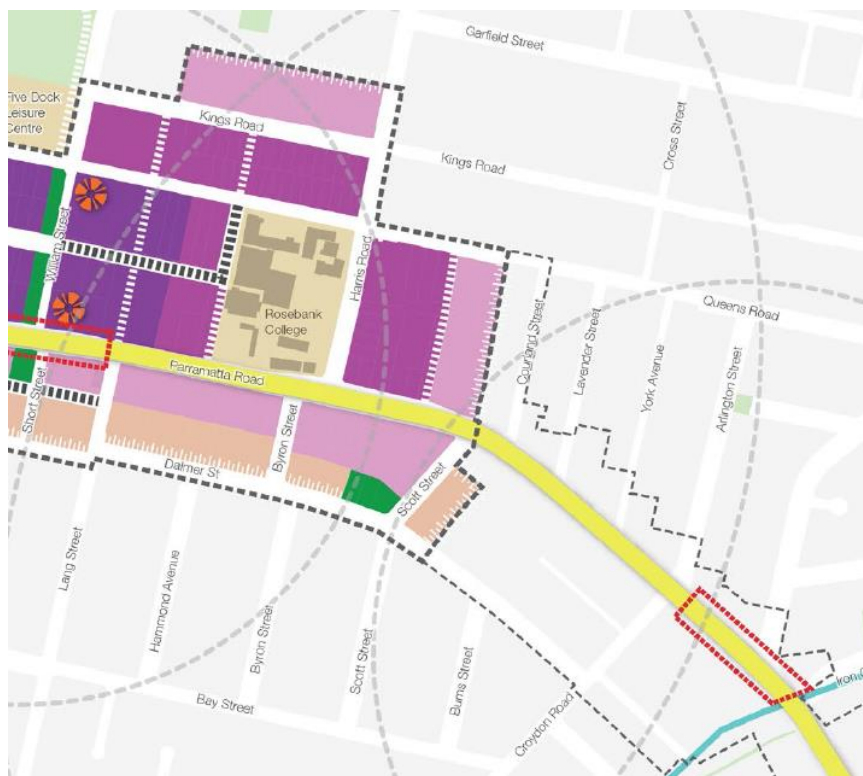 Garfield Street
Five Dock
Leisure
Centre
Kings Road
Cross Street
Kings Road
William Street
Harris Road
Rosebank
College
Queens Road
Courland Street
Lavender Street
York Avenue
Arlington Street
Parramatta Road
Short Street
Byron Street
Dalmer St
Scott Street
Lang Street
Hammond Avenue
Byron Street
Scott Street
Burns Street
Bay Street
Croydon Road
Iron